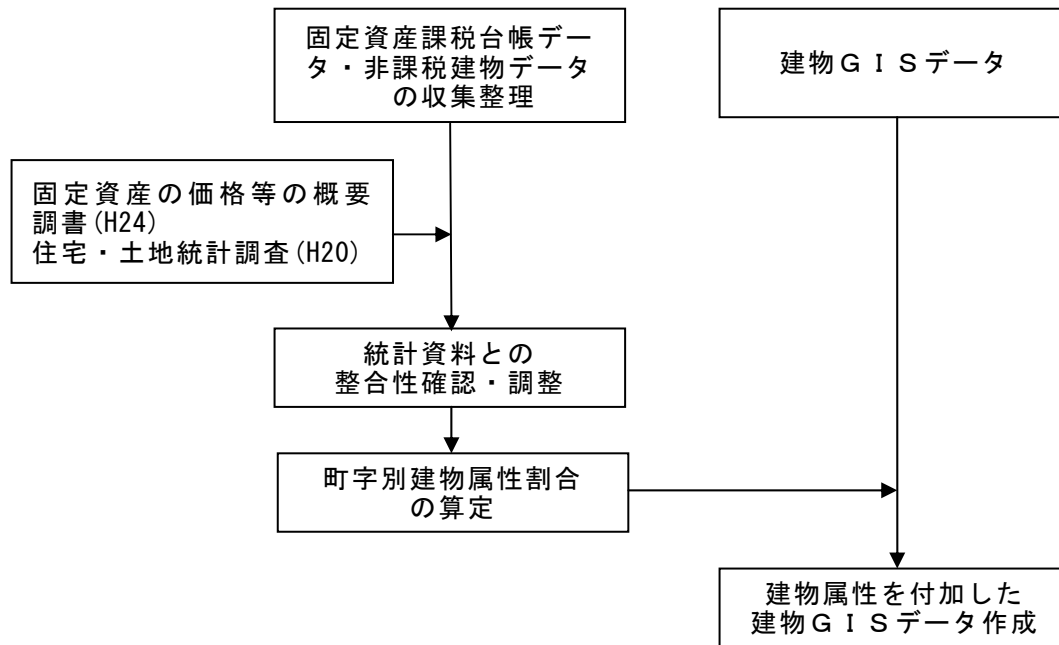 固定資産課税台帳デー
タ・非課税建物データ
の収集整理
建物ＧＩＳデータ
固定資産の価格等の概要
調書(H24)
住宅・土地統計調査(H20)
統計資料との
整合性確認・調整
町字別建物属性割合
の算定
建物属性を付加した
建物ＧＩＳデータ作成